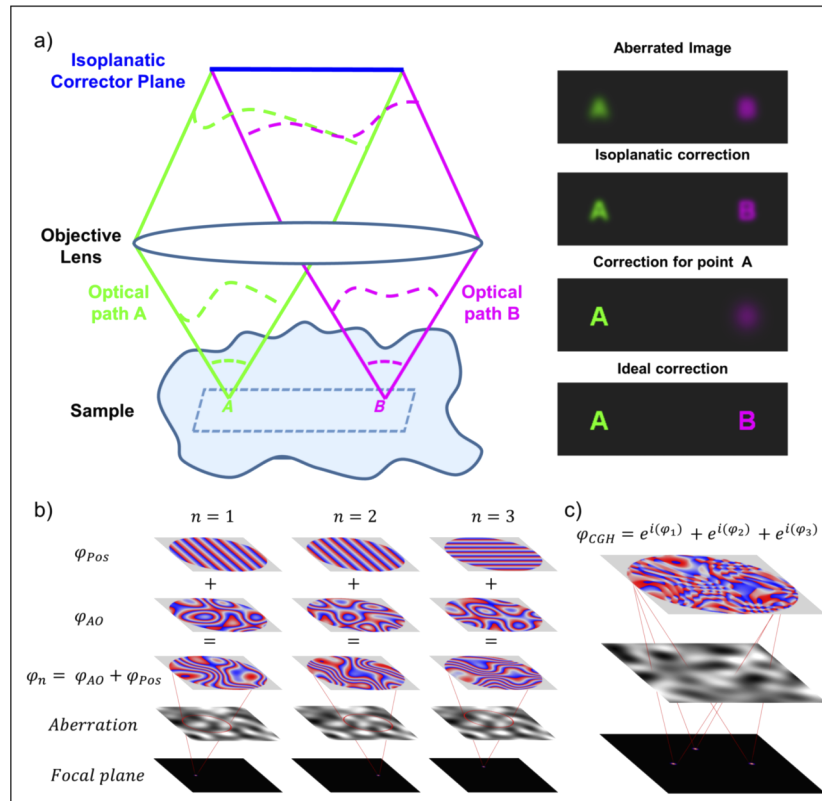 a)
Isoplanatic
Corrector Plane
Objective
Lens
Optical
path A
Optical
path B
Sample
A
B
Aberrated Image
A
B
Isoplanatic correction
A
B
Correction for point A
A
Ideal correction
A
B
b)
n = 1
n = 2
n = 3
φ_Pos
+
+
+
φ_AO
=
=
=
φ_n = φ_AO + φ_Pos
Aberration
Focal plane
c)
φ_CGH = e^{i(φ_1)} + e^{i(φ_2)} + e^{i(φ_3)}